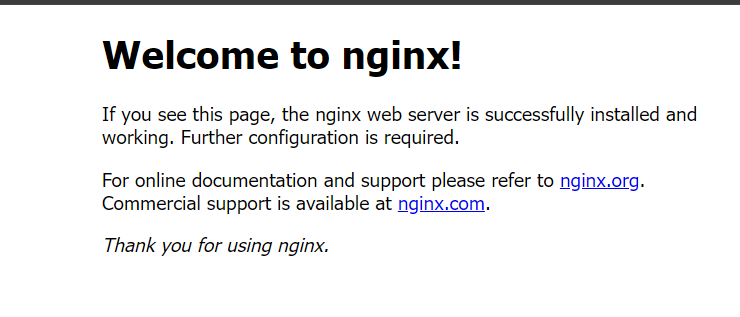 Welcome to nginx!
If you see this page, the nginx web server is successfully installed and
working. Further configuration is required.
For online documentation and support please refer to nginx.org.
Commercial support is available at nginx.com.
Thank you for using nginx.